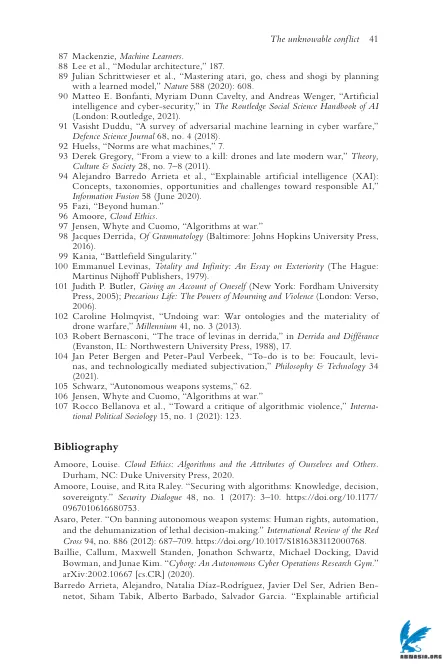 The unknowable conflict 41
87 Mackenzie, Machine Learners.
88 Lee et al., “Modular architecture,” 187.
89 Julian Schrittwieser et al., “Mastering atari, go, chess and shogi by planning
with a learned model,” Nature 588 (2020): 608.
90 Matteo E. Bonfanti, Myriam Dunn Cavelty, and Andreas Wenger, “Artificial
intelligence and cyber-security,” in The Routledge Social Science Handbook of AI
(London: Routledge, 2021).
91 Vasisht Duddu, “A survey of adversarial machine learning in cyber warfare,”
Defence Science Journal 68, no. 4 (2018).
92 Huelss, “Norms are what machines,” 7.
93 Derek Gregory, “From a view to a kill: drones and late modern war,” Theory,
Culture & Society 28, no. 7–8 (2011).
94 Alejandro Barredo Arrieta et al., “Explainable artificial intelligence (XAI):
Concepts, taxonomies, opportunities and challenges toward responsible AI,”
Information Fusion 58 (June 2020).
95 Fazi, “Beyond human.”
96 Amoore, Cloud Ethics.
97 Jensen, Whyte and Cuomo, “Algorithms at war.”
98 Jacques Derrida, Of Grammatology (Baltimore: Johns Hopkins University Press,
2016).
99 Kania, “Battlefield Singularity.”
100 Emmanuel Levinas, Totality and Infinity: An Essay on Exteriority (The Hague:
Martinus Nijhoff Publishers, 1979).
101 Judith P. Butler, Giving an Account of Oneself (New York: Fordham University
Press, 2005); Precarious Life: The Powers of Mourning and Violence (London: Verso,
2006).
102 Caroline Holmqvist, “Undoing war: War ontologies and the materiality of
drone warfare,” Millennium 41, no. 3 (2013).
103 Robert Bernasconi, “The trace of levinas in derrida,” in Derrida and Différance
(Evanston, IL: Northwestern University Press, 1988), 17.
104 Jan Peter Bergen and Peter-Paul Verbeek, “To-do is to be: Foucault, levi-
nas, and technologically mediated subjectivation,” Philosophy & Technology 34
(2021).
105 Schwarz, “Autonomous weapons systems,” 62.
106 Jensen, Whyte and Cuomo, “Algorithms at war.”
107 Rocco Bellanova et al., “Toward a critique of algorithmic violence,” Interna-
tional Political Sociology 15, no. 1 (2021): 123.
Bibliography
Amoore, Louise. Cloud Ethics: Algorithms and the Attributes of Ourselves and Others.
Durham, NC: Duke University Press, 2020.
Amoore, Louise, and Rita Raley. “Securing with algorithms: Knowledge, decision,
sovereignty.” Security Dialogue 48, no. 1 (2017): 3–10. https://doi.org/10.1177/
0967010616680753.
Asaro, Peter. “On banning autonomous weapon systems: Human rights, automation,
and the dehumanization of lethal decision-making.” International Review of the Red
Cross 94, no. 886 (2012): 687–709. https://doi.org/10.1017/S1816383112000768.
Baillie, Callum, Maxwell Standen, Jonathon Schwartz, Michael Docking, David
Bowman, and Junae Kim. “Cyborg: An Autonomous Cyber Operations Research Gym.”
arXiv:2002.10667 [cs.CR] (2020).
Barredo Arrieta, Alejandro, Natalia Díaz-Rodríguez, Javier Del Ser, Adrien Ben-
netot, Siham Tabik, Alberto Barbado, Salvador Garcia. “Explainable artificial